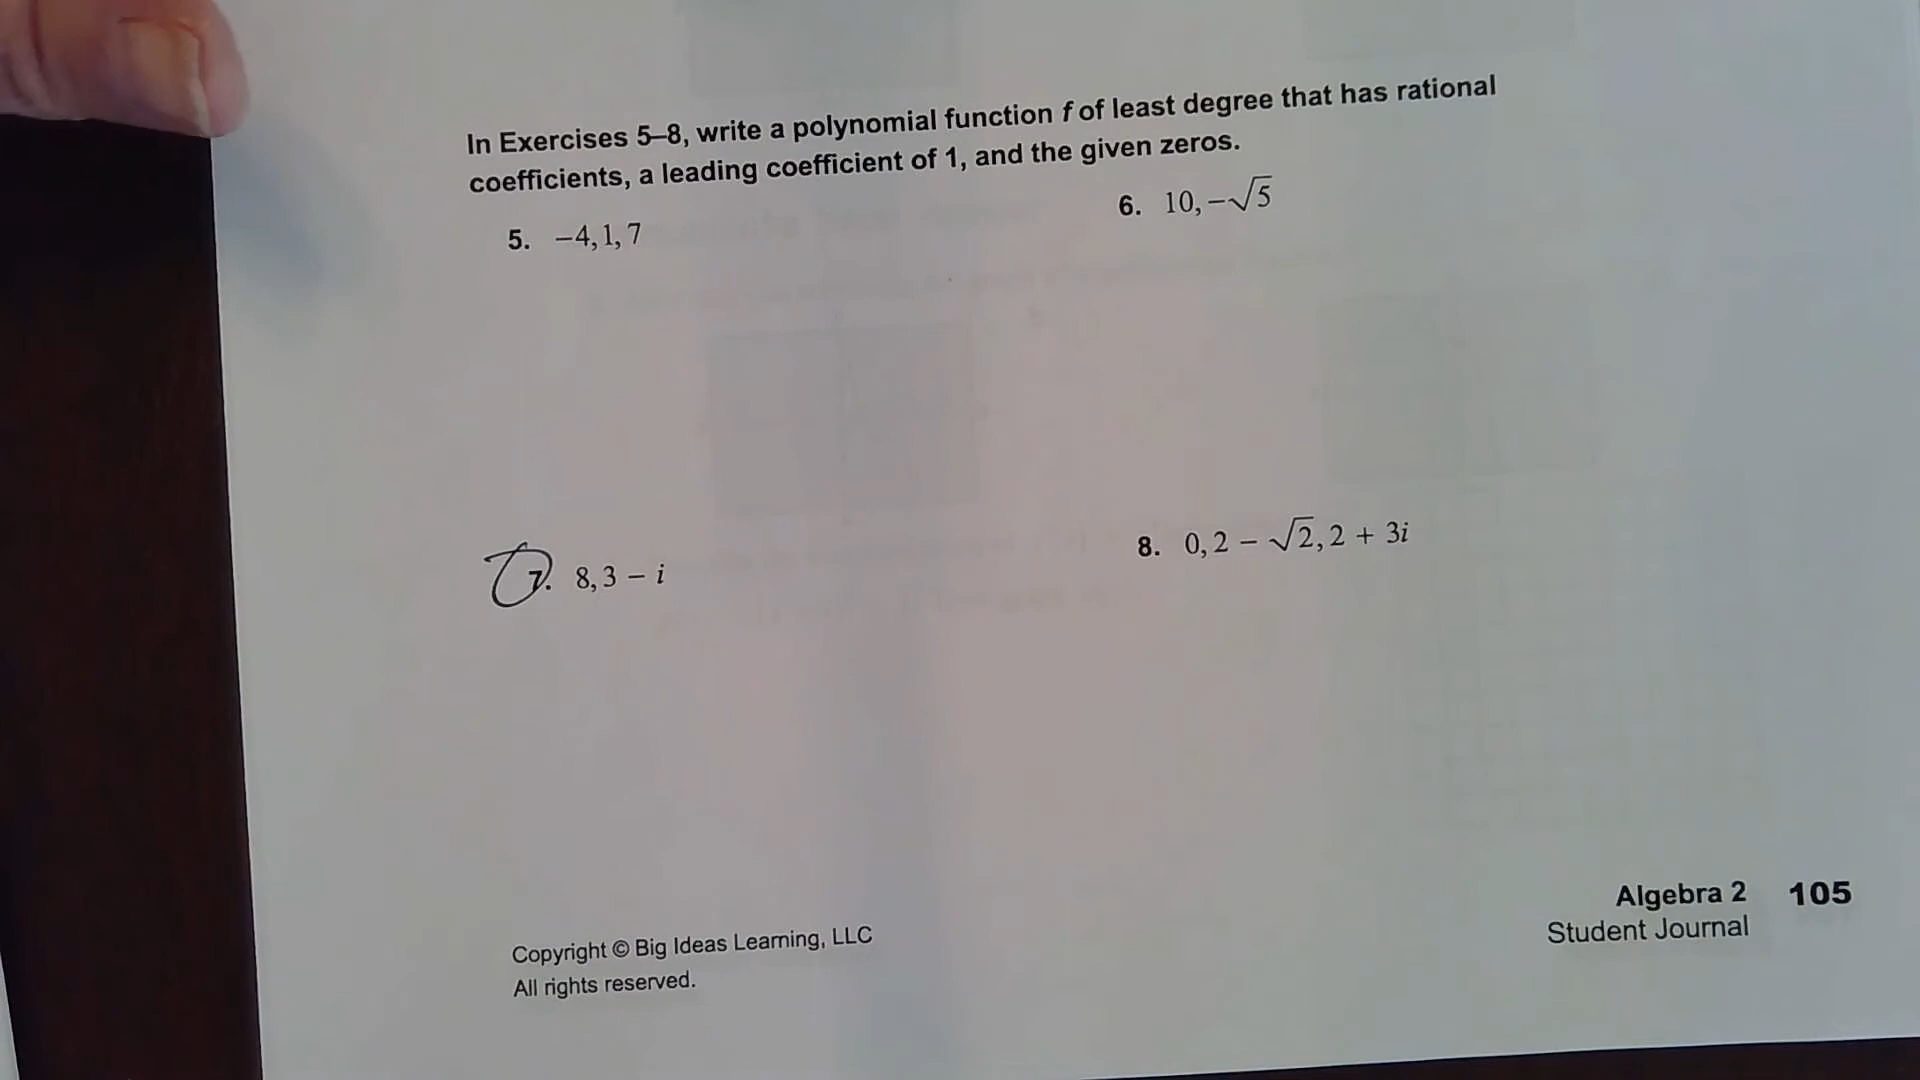 In Exercises 5–8, write a polynomial function f of least degree that has rational
coefficients, a leading coefficient of 1, and the given zeros.
5. −4, 1, 7
6. 10, −√5
7. 8, 3 − i
8. 0, 2 − √2, 2 + 3i
Copyright © Big Ideas Learning, LLC
All rights reserved.
Algebra 2 105
Student Journal